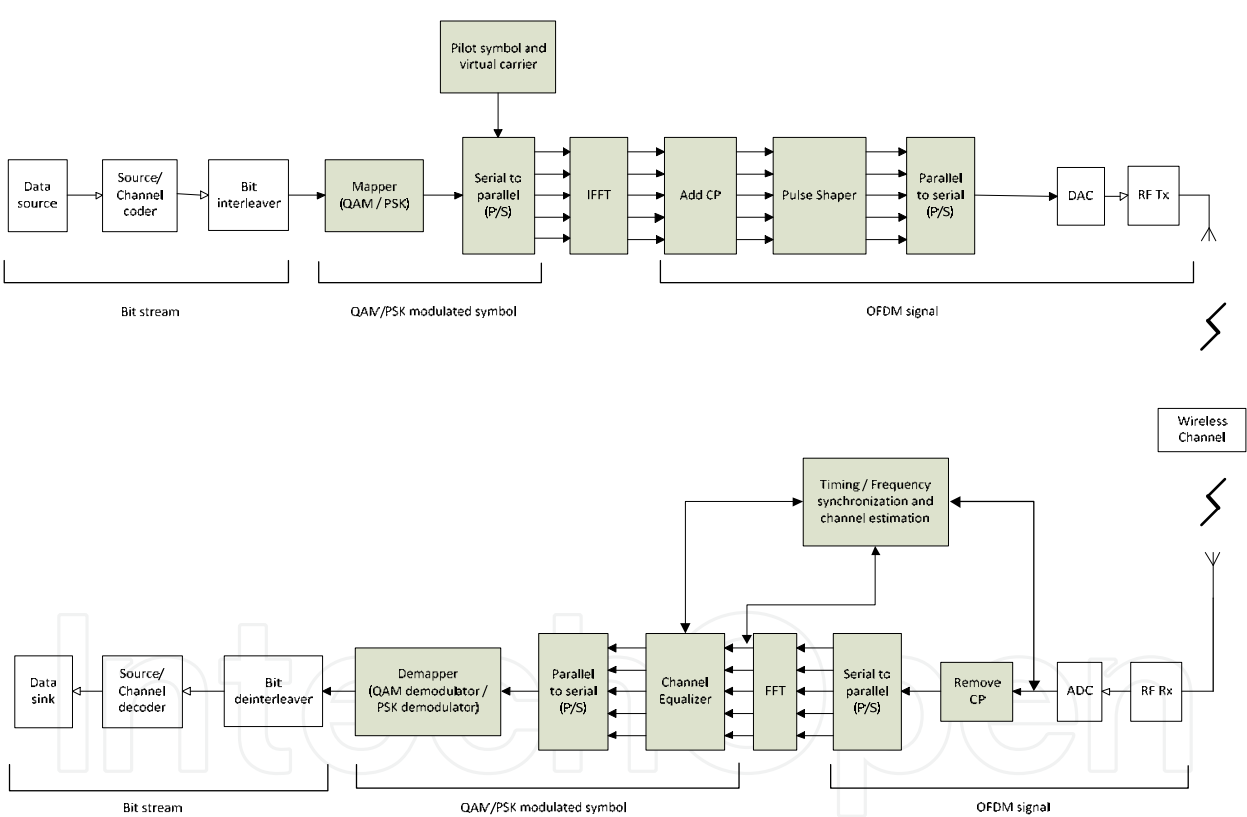 Pilot symbol and
virtual carrier
Data
source
Source/
Channel
coder
Bit
interleaver
Mapper
(QAM / PSK)
Serial to
parallel
(P/S)
IFFT
Add CP
Pulse Shaper
Parallel
to serial
(P/S)
DAC
RF Tx
Bit stream
QAM/PSK modulated symbol
OFDM signal
Wireless
Channel
Timing / Frequency
synchronization and
channel estimation
Data
sink
Source/
Channel
decoder
Bit
deinterleaver
Demapper
(QAM demodulator /
PSK demodulator)
Parallel
to serial
(P/S)
Channel
Equalizer
FFT
Serial to
parallel
(P/S)
Remove
CP
ADC
RF Rx
Bit stream
QAM/PSK modulated symbol
OFDM signal
IntechOpen